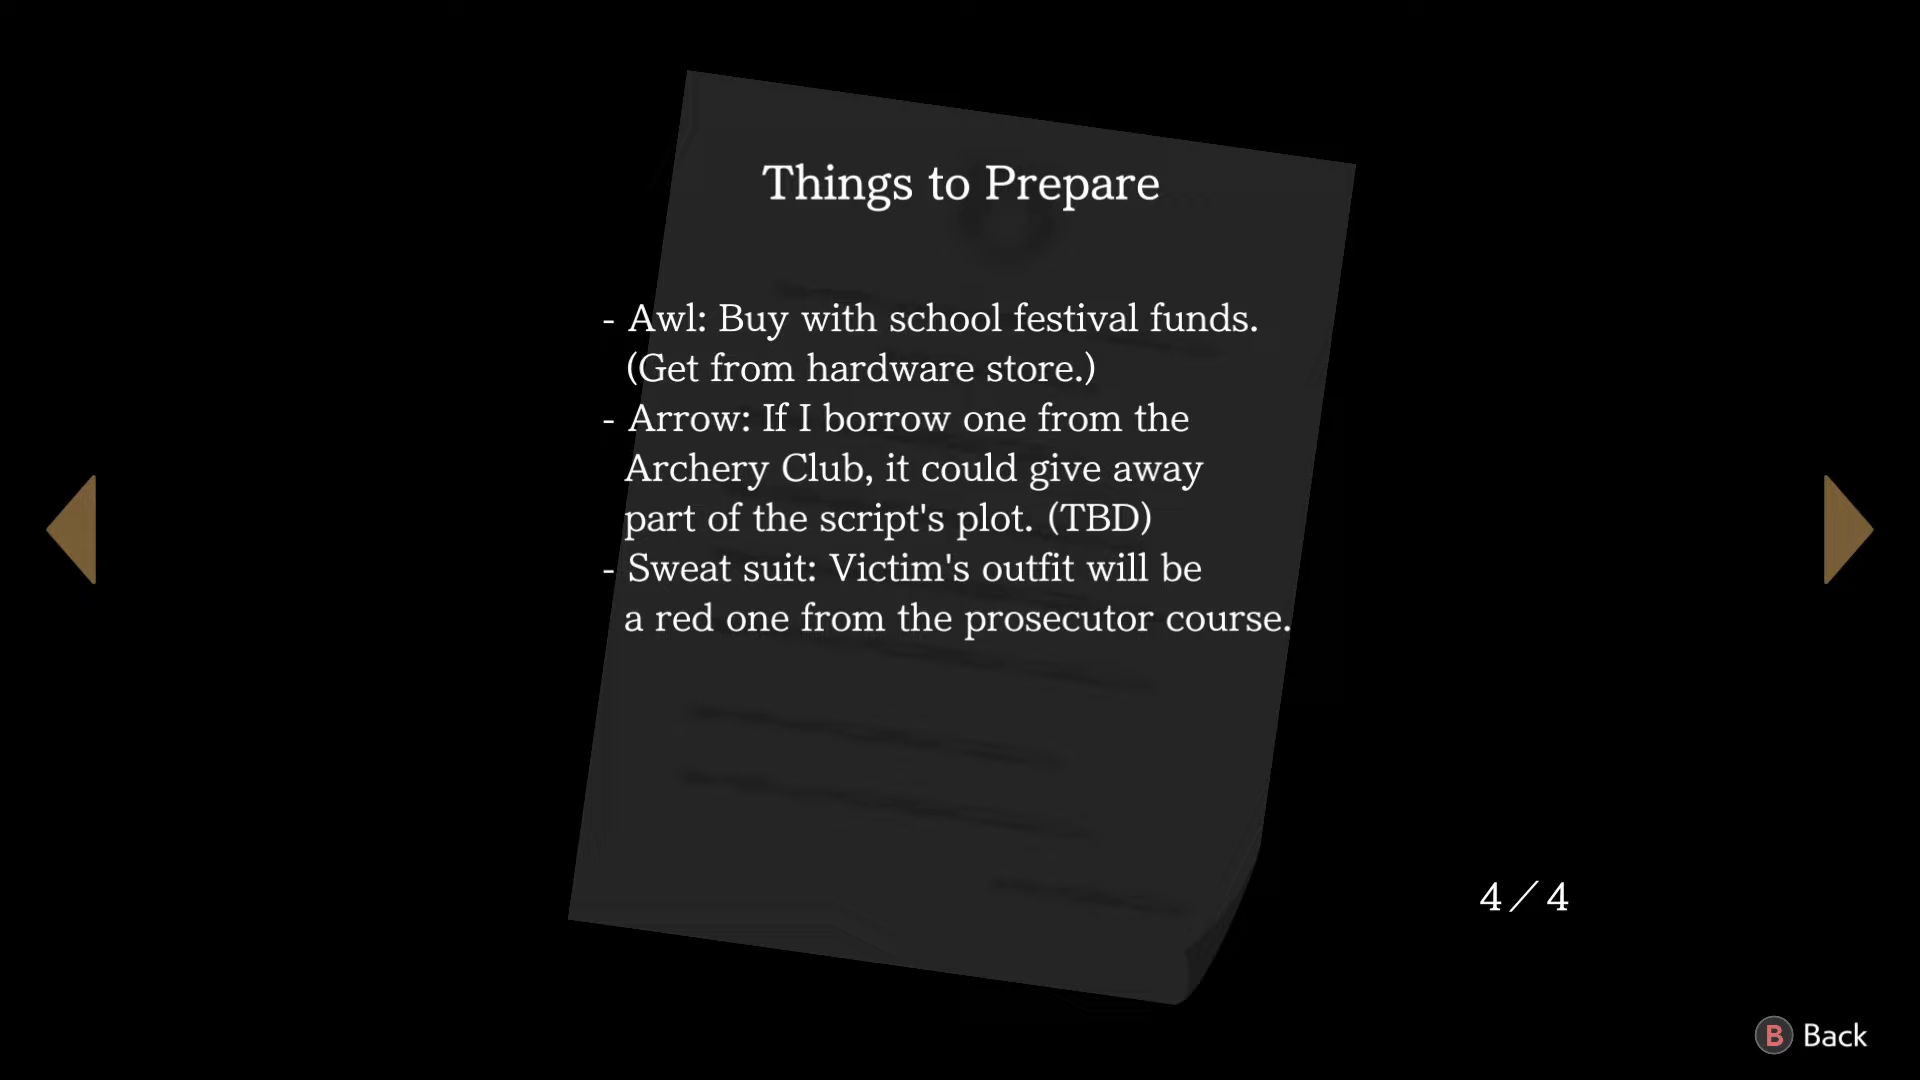 Things to Prepare
- Awl: Buy with school festival funds.
(Get from hardware store.)
- Arrow: If I borrow one from the
Archery Club, it could give away
part of the script's plot. (TBD)
- Sweat suit: Victim's outfit will be
a red one from the prosecutor course.
4／4
B Back